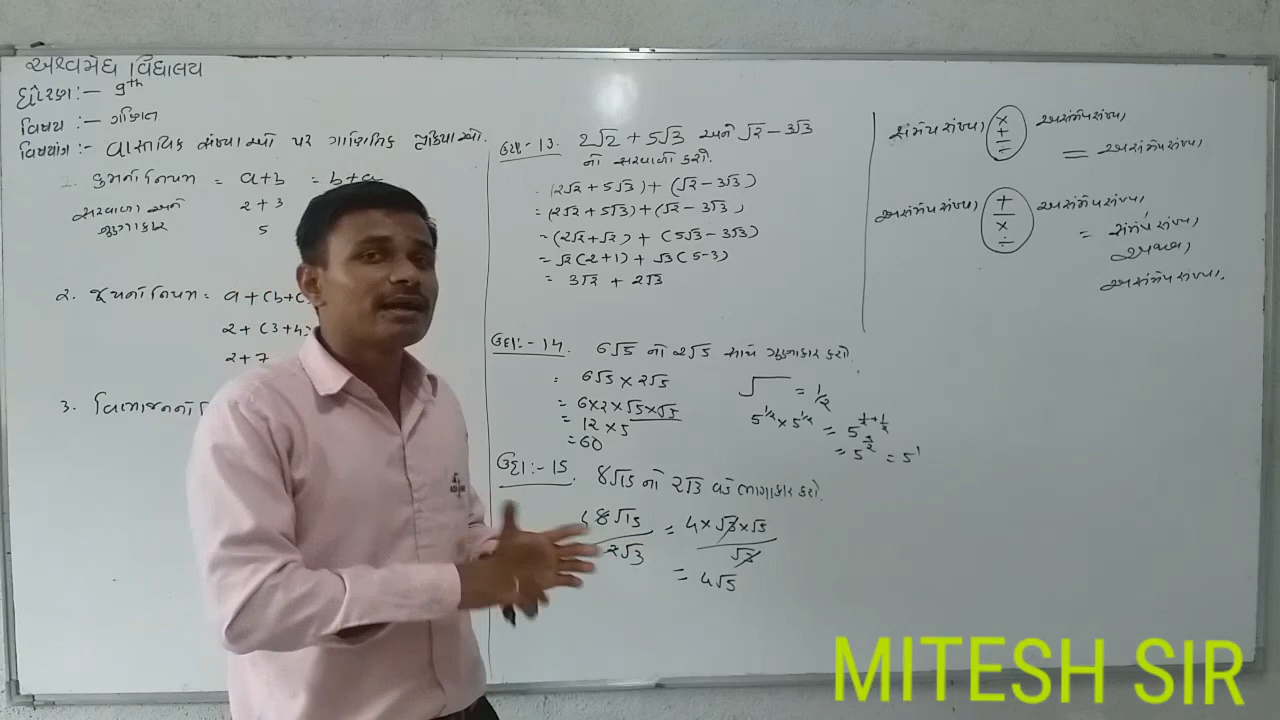 અશ્વમેઘ વિદ્યાલય
ધોરણ :- 9th
વિષય :- ગણિત
વિષયાંગ :- વાસ્તવિક સંખ્યાઓ પર ગાણિતિક પ્રક્રિયાઓ.
1. ક્રમનો નિયમ = a+b = b+a
સરવાળા અને 2+3
ગુણાકાર 5
2. જૂથનો નિયમ = a+(b+c
2+(3+4)
2+7
3. વિભાજનનો નિ
ઉદા :- 13. 2√2 + 5√3 અને √2 - 3√3
નો સરવાળો કરો.
= (2√2 + 5√3) + (√2 - 3√3)
= (2√2 + 5√3) + (√2 - 3√3)
= (2√2 + √2) + (5√3 - 3√3)
= √2(2+1) + √3(5-3)
= 3√2 + 2√3
ઉદા :- 14. 6√5 નો 2√5 સાથે ગુણાકાર કરો.
= 6√5 × 2√5
= 6×2×√5×√5
= 12×5
= 60
√ = 1/2
5^1/2 × 5^1/2 = 5^1/2+1/2
= 5^2/2 = 5^1
ઉદા :- 15 8√15 નો 2√3 વડે ભાગાકાર કરો.
4 8√15 / 2√3 = 4×√3×√5 / √3
= 4√5
સંમેય સંખ્યા × + - ÷ અસંમેય સંખ્યા
= અસંમેય સંખ્યા
અસંમેય સંખ્યા + - × ÷ અસંમેય સંખ્યા
= સંમેય સંખ્યા
અથવા
અસંમેય સંખ્યા.
MITESH SIR